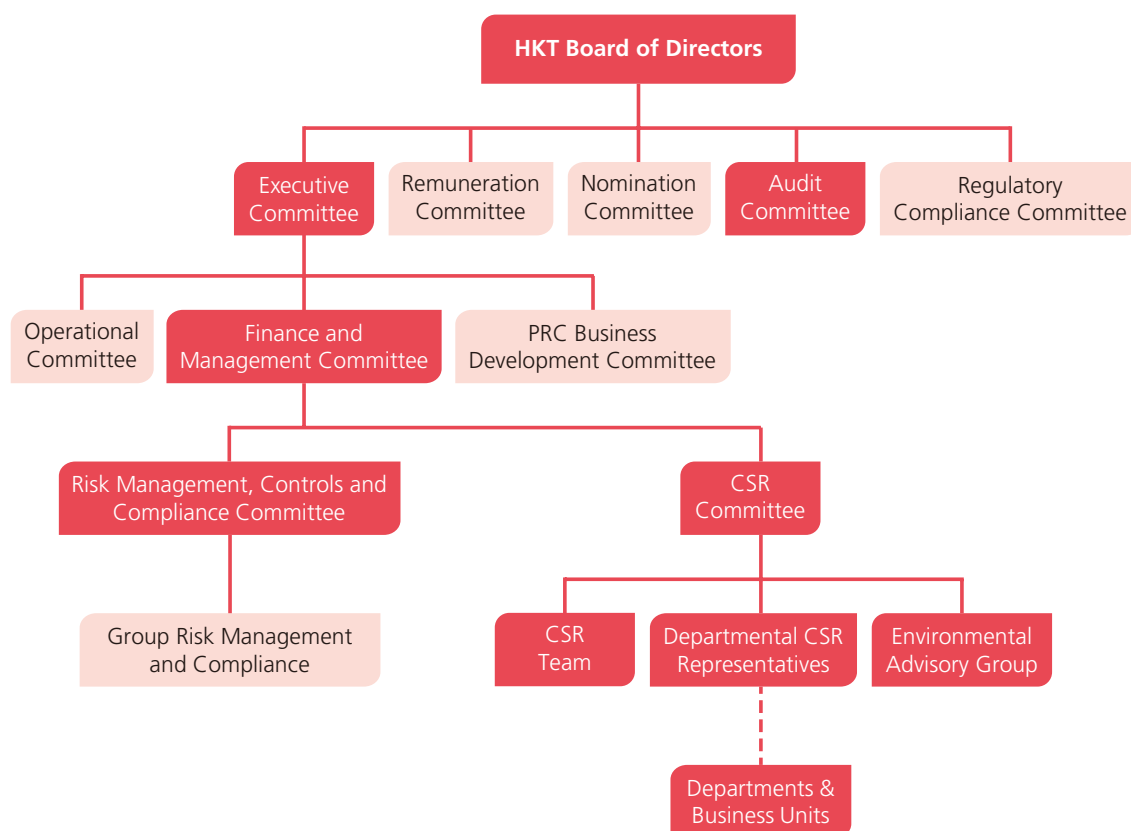 HKT Board of Directors
Executive
Committee
Remuneration
Committee
Nomination
Committee
Audit
Committee
Regulatory
Compliance Committee
Operational
Committee
Finance and
Management Committee
PRC Business
Development Committee
Risk Management, Controls and
Compliance Committee
CSR
Committee
Group Risk Management
and Compliance
CSR
Team
Departmental CSR
Representatives
Environmental
Advisory Group
Departments &
Business Units